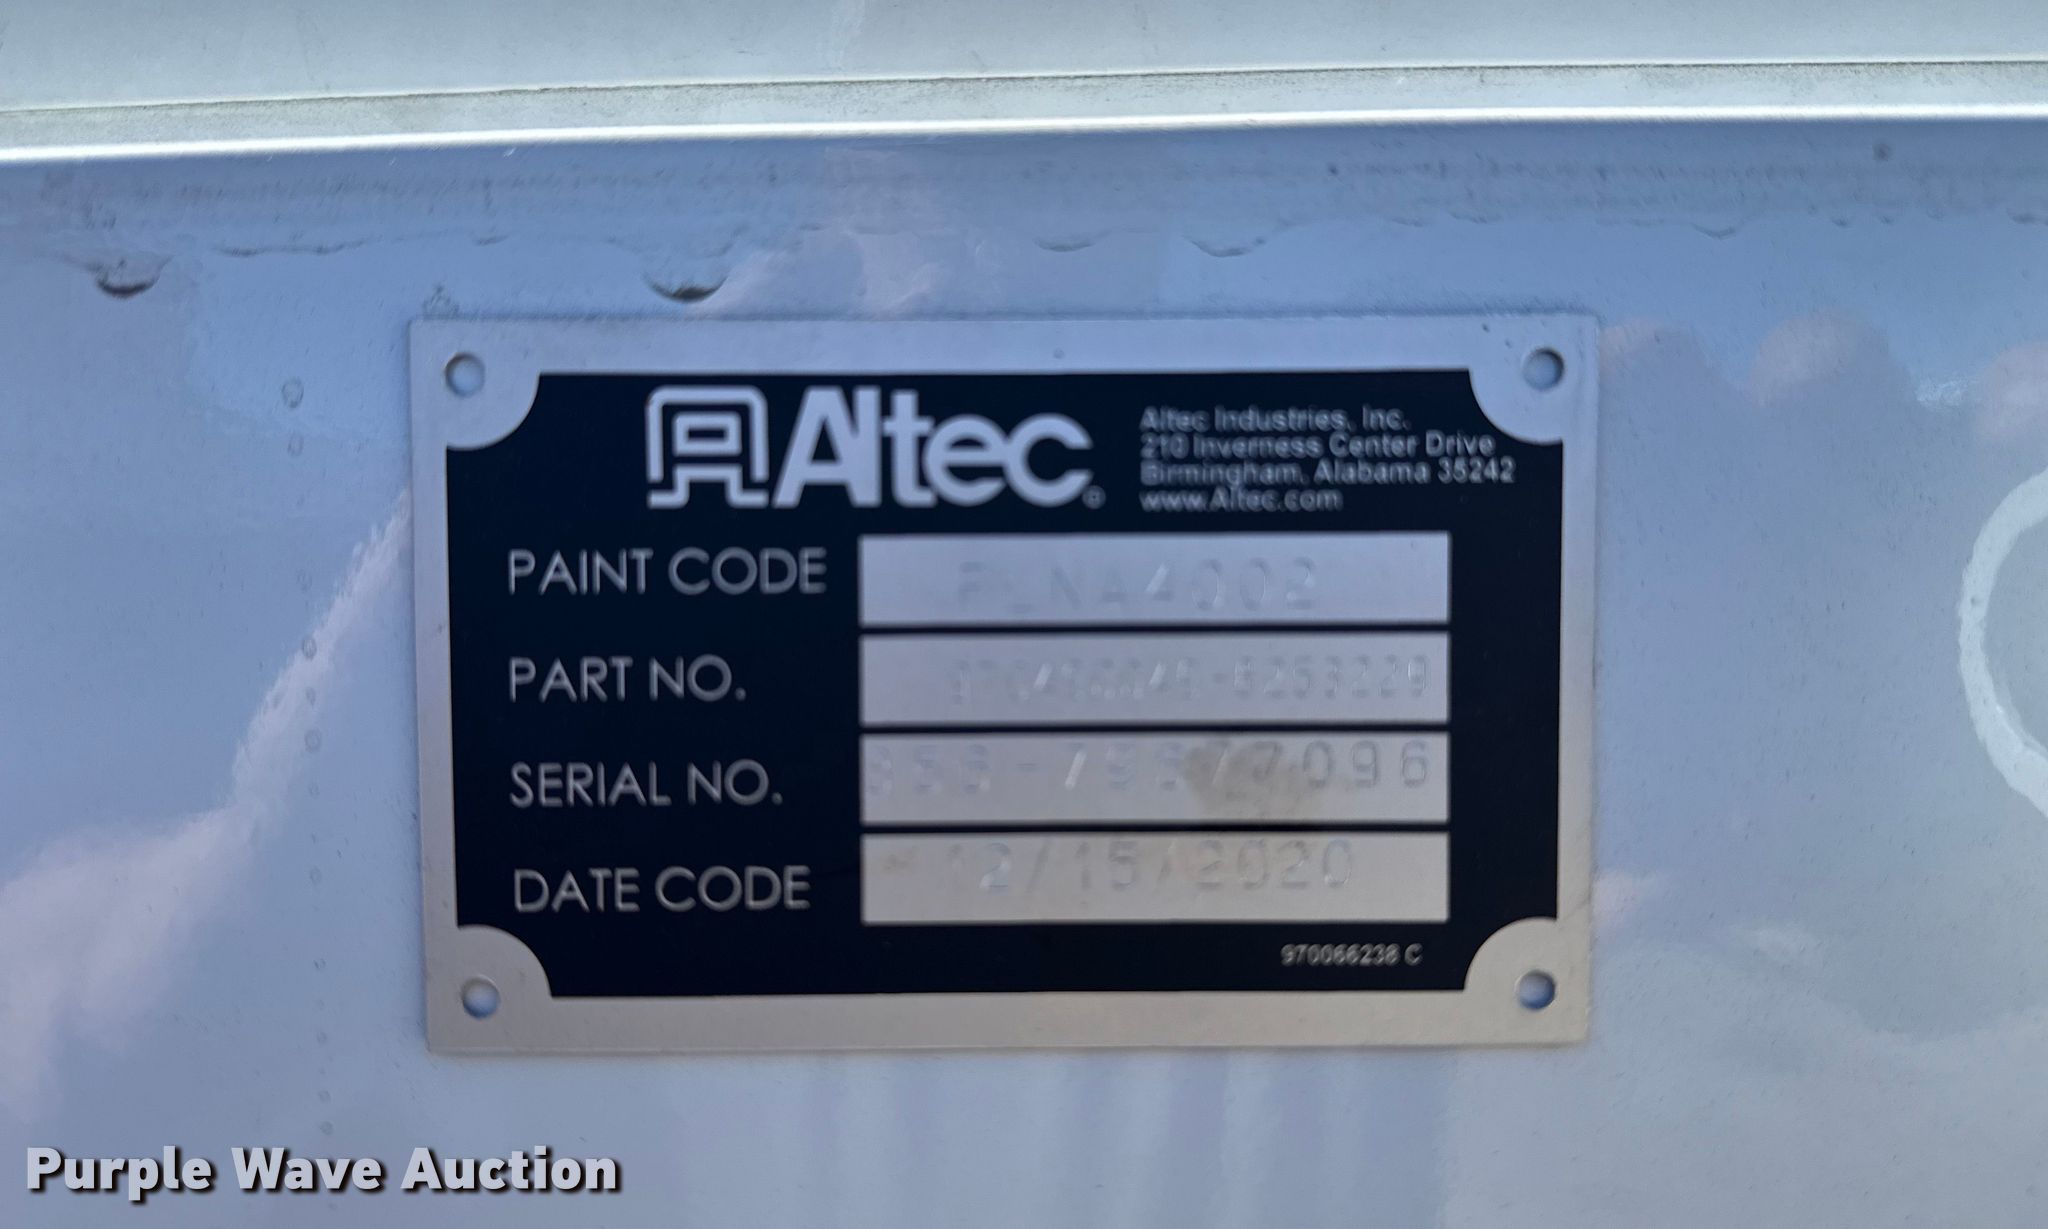 Altec
Altec Industries, Inc.
210 Inverness Center Drive
Birmingham, Alabama 35242
www.Altec.com
PAINT CODE PLNA4002
PART NO.
SERIAL NO.
DATE CODE 12/15/2020
970066238 C
Purple Wave Auction